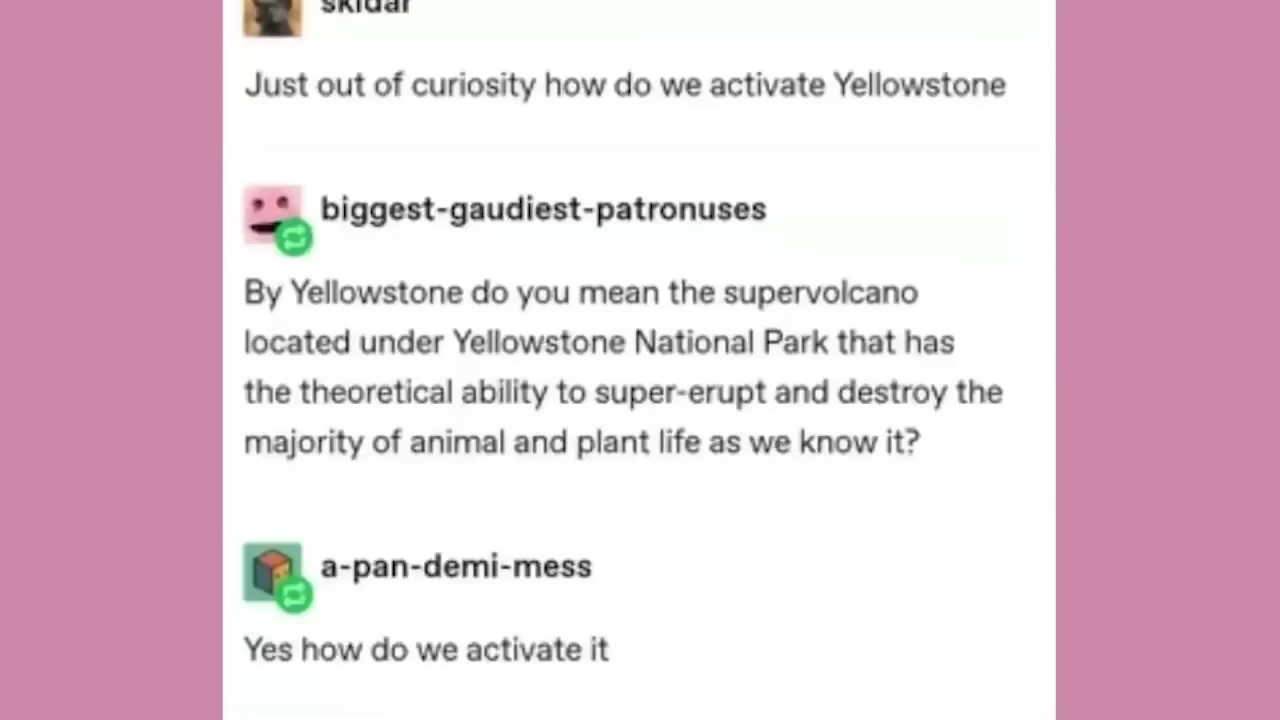 skidar
Just out of curiosity how do we activate Yellowstone
biggest-gaudiest-patronuses
By Yellowstone do you mean the supervolcano
located under Yellowstone National Park that has
the theoretical ability to super-erupt and destroy the
majority of animal and plant life as we know it?
a-pan-demi-mess
Yes how do we activate it